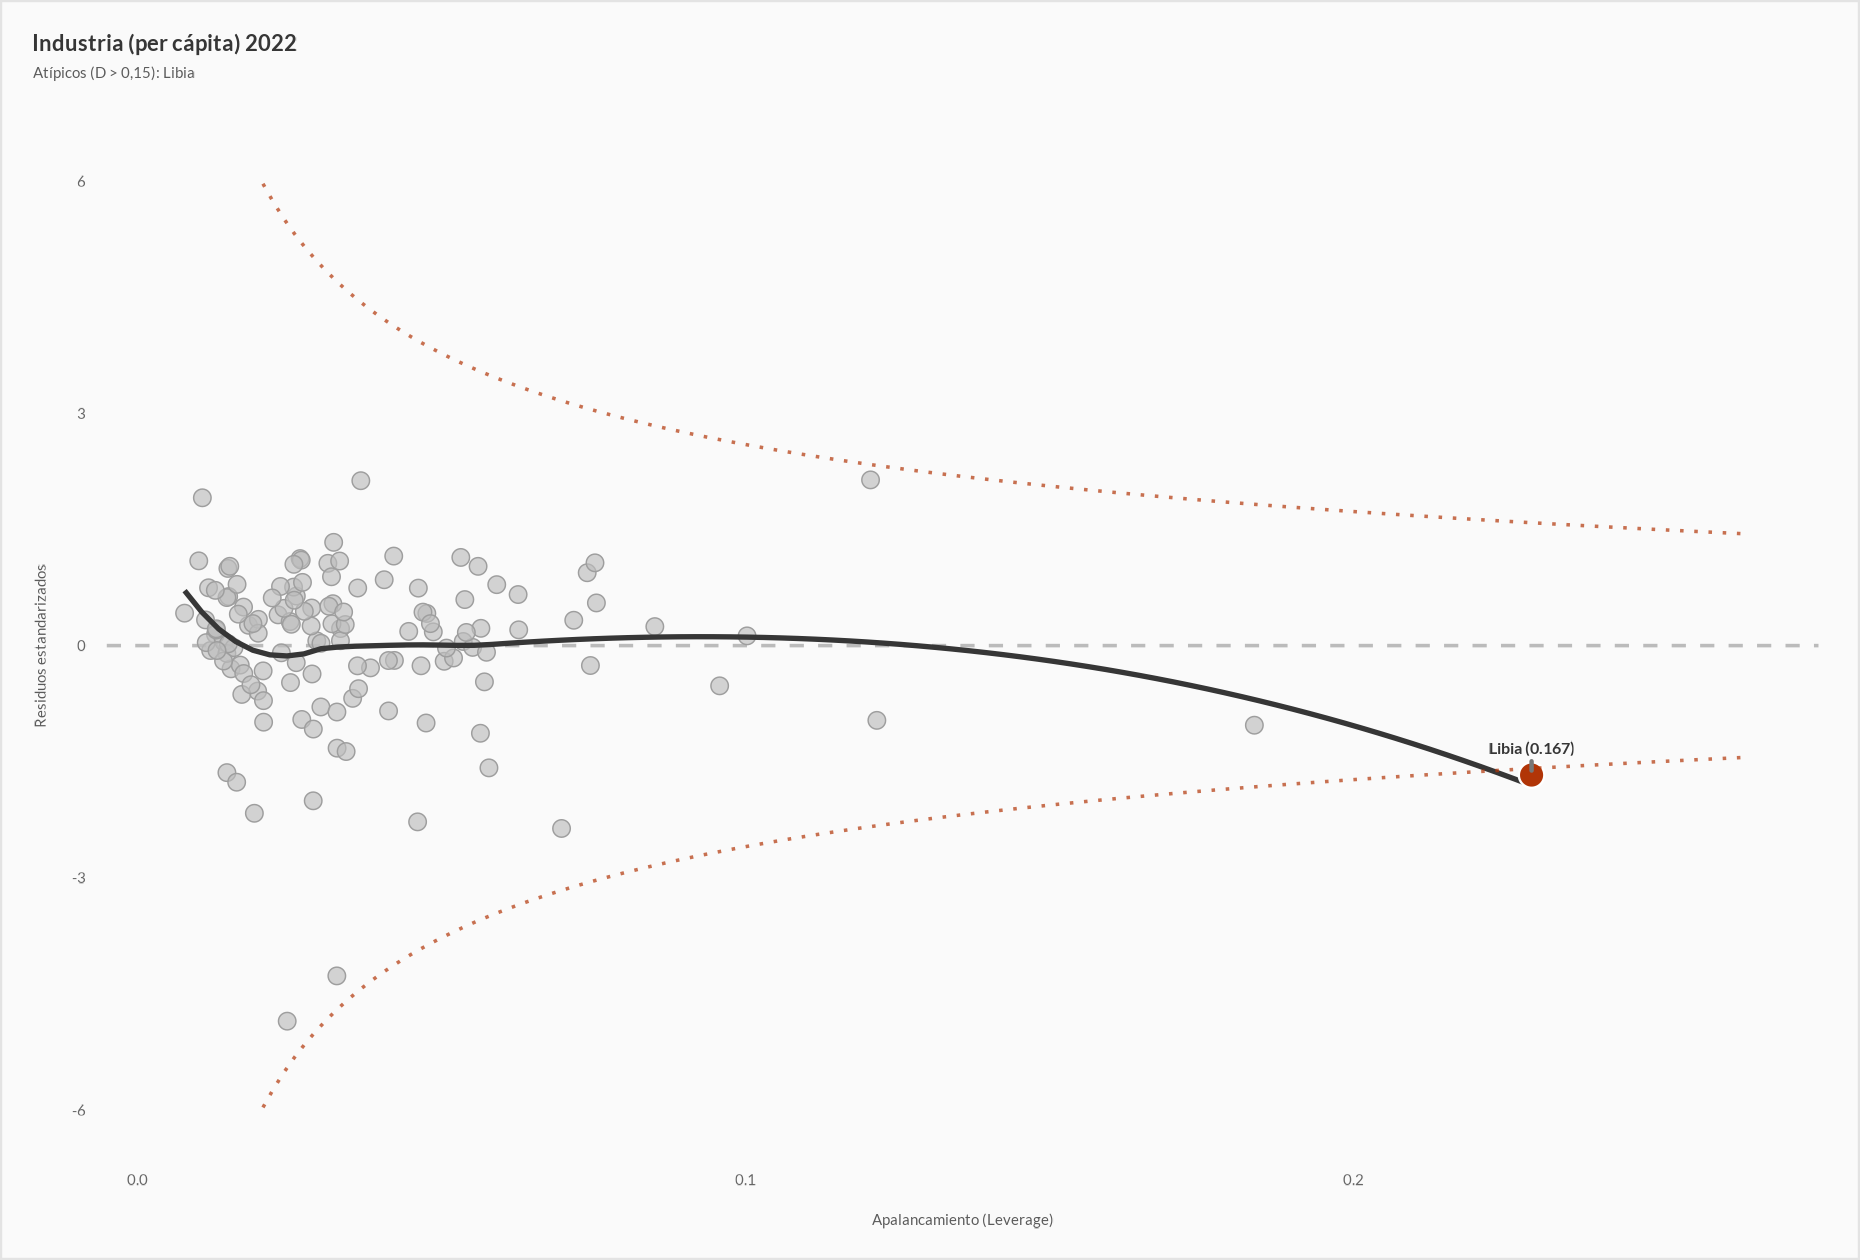 Industria (per cápita) 2022
Atípicos (D > 0,15): Libia
6
3
0
-3
-6
Residuos estandarizados
Libia (0.167)
0.0
0.1
0.2
Apalancamiento (Leverage)